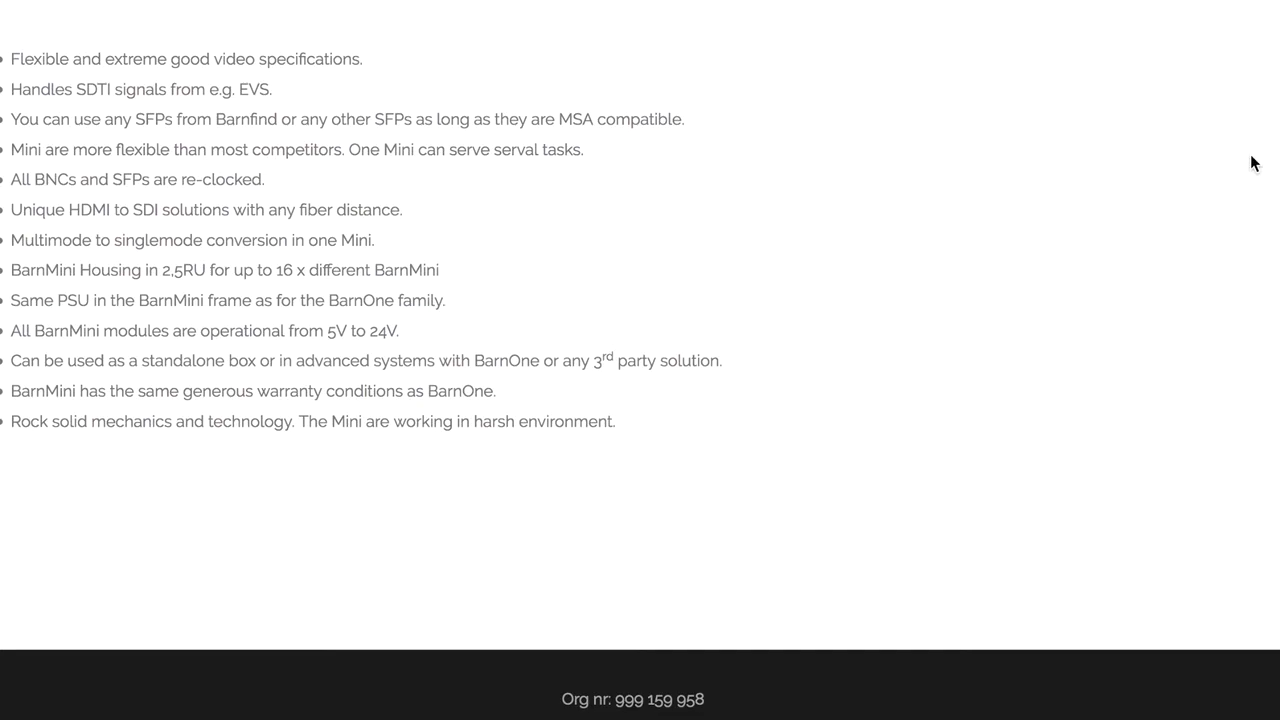 • Flexible and extreme good video specifications.
• Handles SDTI signals from e.g. EVS.
• You can use any SFPs from Barnfind or any other SFPs as long as they are MSA compatible.
• Mini are more flexible than most competitors. One Mini can serve serval tasks.
• All BNCs and SFPs are re-clocked.
• Unique HDMI to SDI solutions with any fiber distance.
• Multimode to singlemode conversion in one Mini.
• BarnMini Housing in 2,5RU for up to 16 x different BarnMini
• Same PSU in the BarnMini frame as for the BarnOne family.
• All BarnMini modules are operational from 5V to 24V.
• Can be used as a standalone box or in advanced systems with BarnOne or any 3rd party solution.
• BarnMini has the same generous warranty conditions as BarnOne.
• Rock solid mechanics and technology. The Mini are working in harsh environment.
Org nr: 999 159 958